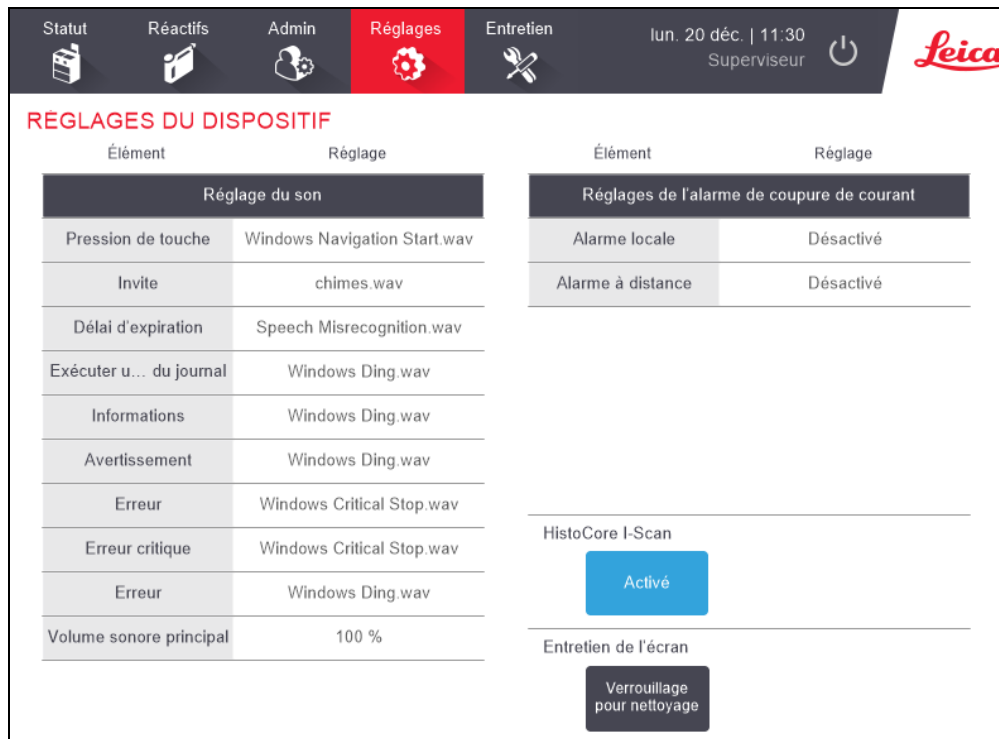 Statut Réactifs Admin Réglages Entretien lun. 20 déc. | 11:30
Superviseur
Leica
RÉGLAGES DU DISPOSITIF
Élément Réglage
Réglage du son
Pression de touche Windows Navigation Start.wav
Invite chimes.wav
Délai d'expiration Speech Misrecognition.wav
Exécuter u... du journal Windows Ding.wav
Informations Windows Ding.wav
Avertissement Windows Ding.wav
Erreur Windows Critical Stop.wav
Erreur critique Windows Critical Stop.wav
Erreur Windows Ding.wav
Volume sonore principal 100 %
Élément Réglage
Réglages de l'alarme de coupure de courant
Alarme locale Désactivé
Alarme à distance Désactivé
HistoCore I-Scan
Activé
Entretien de l'écran
Verrouillage
pour nettoyage